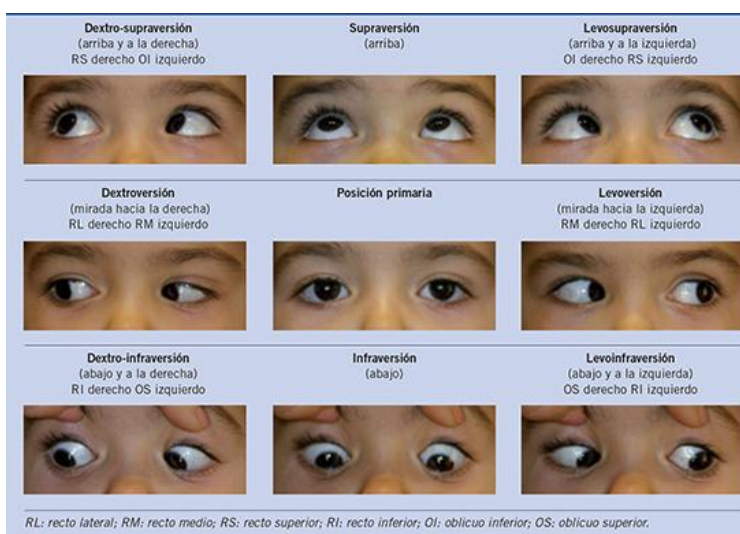 Dextro-supraversión
(arriba y a la derecha)
RS derecho OI izquierdo
Supraversión
(arriba)
Levosupraversión
(arriba y a la izquierda)
OI derecho RS izquierdo
Dextroversión
(mirada hacia la derecha)
RL derecho RM izquierdo
Posición primaria
Levoversión
(mirada hacia la izquierda)
RM derecho RL izquierdo
Dextro-infraversión
(abajo y a la derecha)
RI derecho OS izquierdo
Infraversión
(abajo)
Levoinfraversión
(abajo y a la izquierda)
OS derecho RI izquierdo
RL: recto lateral; RM: recto medio; RS: recto superior; RI: recto inferior; OI: oblicuo inferior; OS: oblicuo superior.